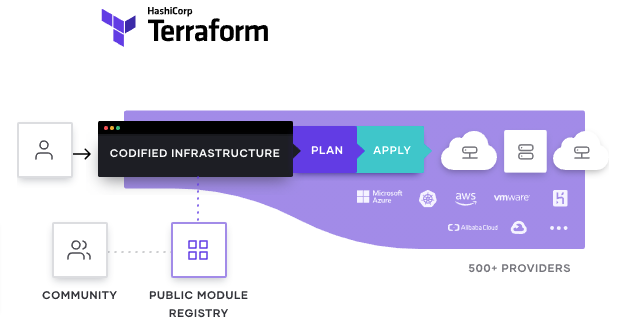 HashiCorp
Terraform
CODIFIED INFRASTRUCTURE
PLAN
APPLY
Microsoft
Azure
aws
vmware
Alibaba Cloud
500+ PROVIDERS
COMMUNITY
PUBLIC MODULE
REGISTRY